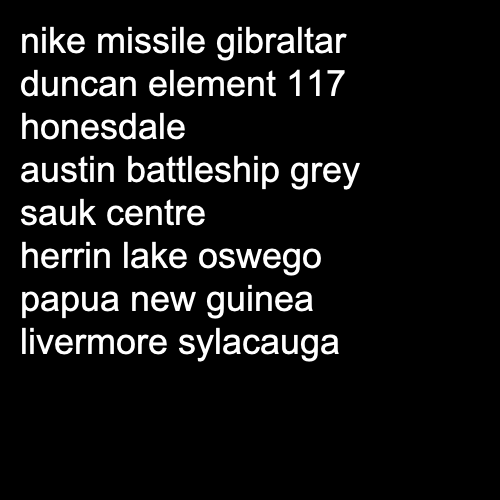 nike missile gibraltar
duncan element 117
honesdale
austin battleship grey
sauk centre
herrin lake oswego
papua new guinea
livermore sylacauga